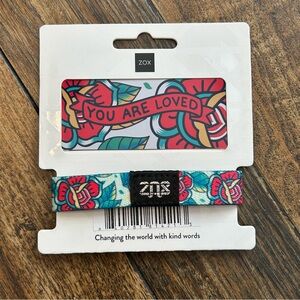 ZOX
YOU ARE LOVED
ZOX
Changing the world with kind words